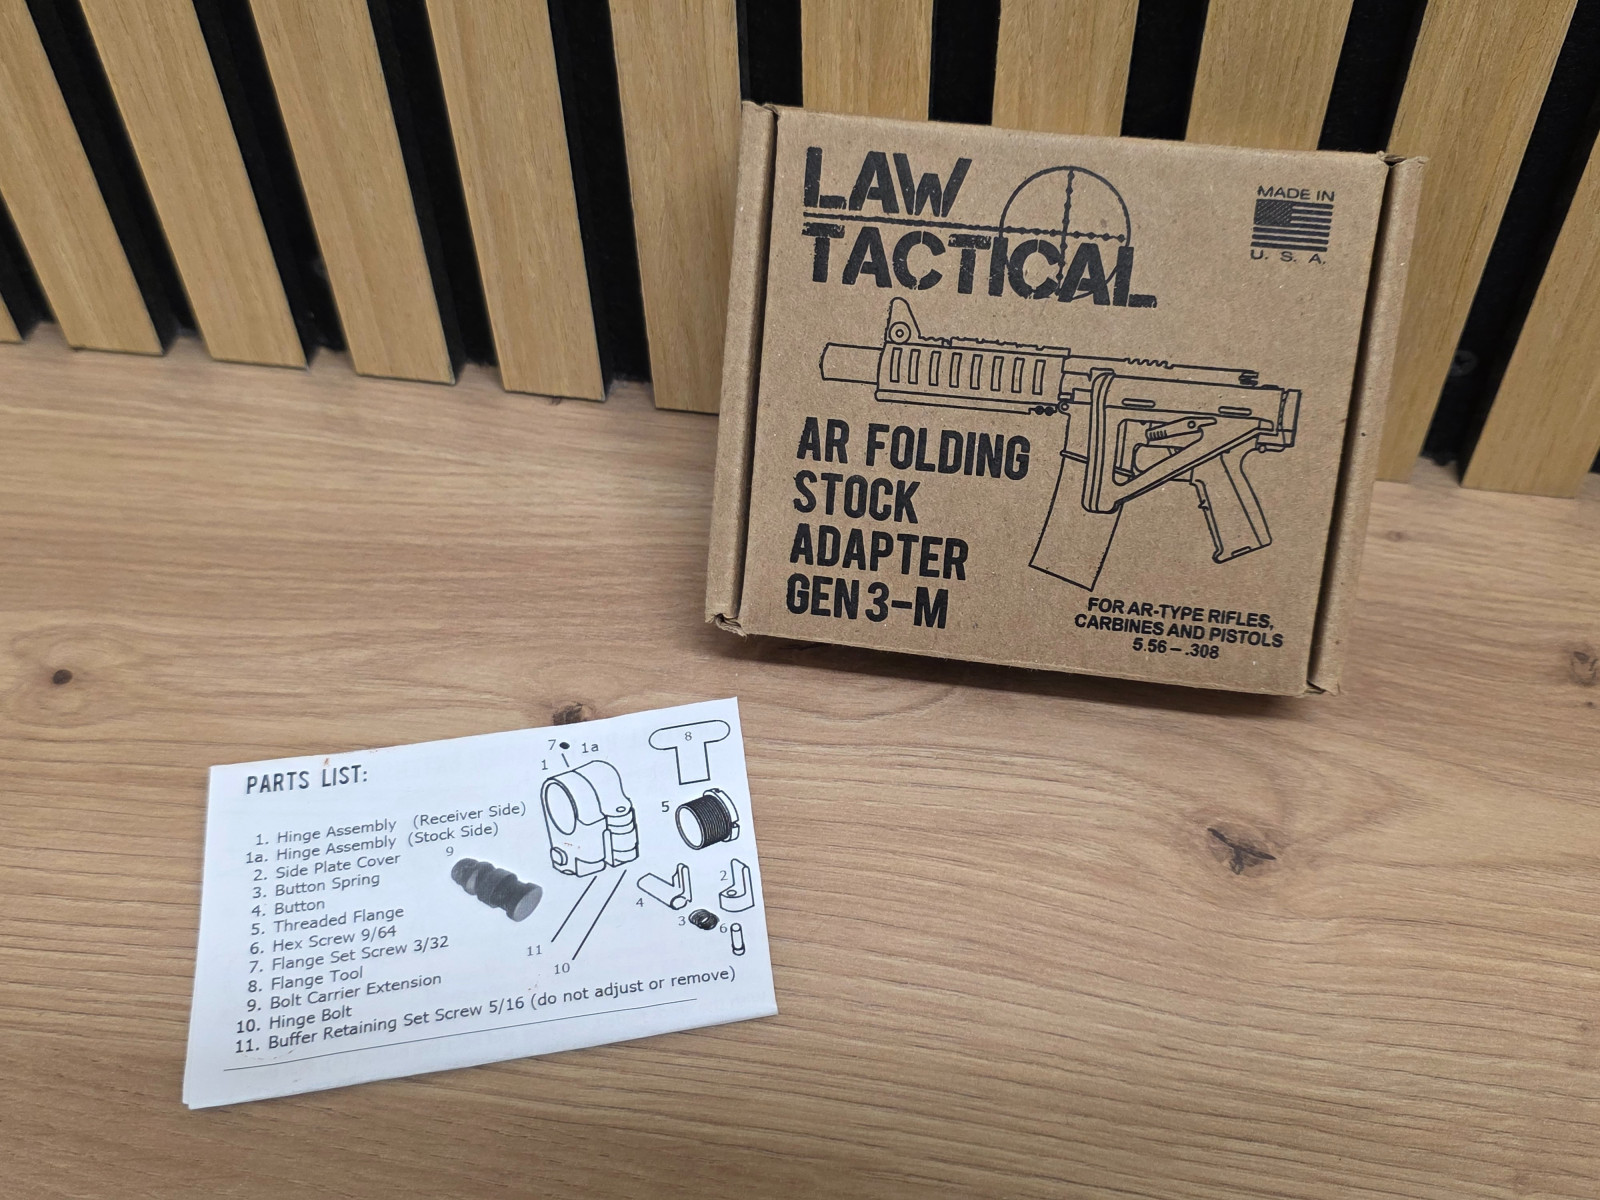 LAW
TACTICAL
MADE IN
U. S. A.
AR FOLDING
STOCK
ADAPTER
GEN 3-M
FOR AR-TYPE RIFLES,
CARBINES AND PISTOLS
5.56 – .308
PARTS LIST:
1. Hinge Assembly (Receiver Side)
1a. Hinge Assembly (Stock Side)
2. Side Plate Cover
3. Button Spring
4. Button
5. Threaded Flange
6. Hex Screw 9/64
7. Flange Set Screw 3/32
8. Flange Tool
9. Bolt Carrier Extension
10. Hinge Bolt
11. Buffer Retaining Set Screw 5/16 (do not adjust or remove)
7
1a
1
8
5
9
2
4
3
6
11
10